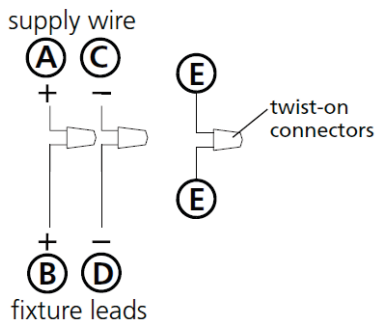 supply wire
A C
+ −
E
twist-on
connectors
E
+ −
B D
fixture leads